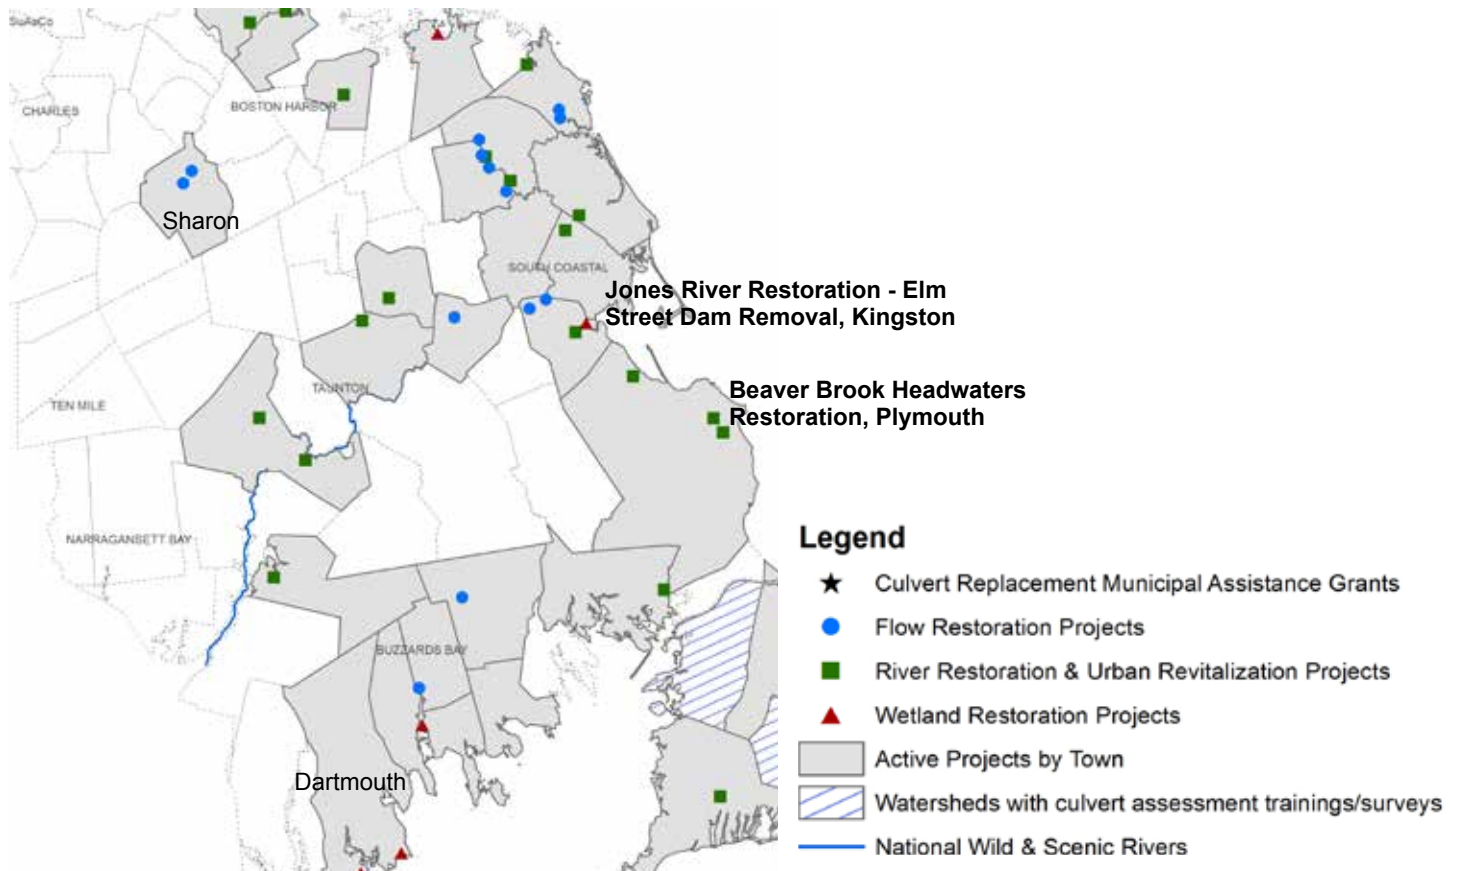 SuAsCo
CHARLES
BOSTON HARBOR
Sharon
SOUTH COASTAL
Jones River Restoration - Elm
Street Dam Removal, Kingston
TAUNTON
TEN MILE
Beaver Brook Headwaters
Restoration, Plymouth
NARRAGANSETT BAY
BUZZARDS BAY
Dartmouth
Legend
Culvert Replacement Municipal Assistance Grants
Flow Restoration Projects
River Restoration & Urban Revitalization Projects
Wetland Restoration Projects
Active Projects by Town
Watersheds with culvert assessment trainings/surveys
National Wild & Scenic Rivers